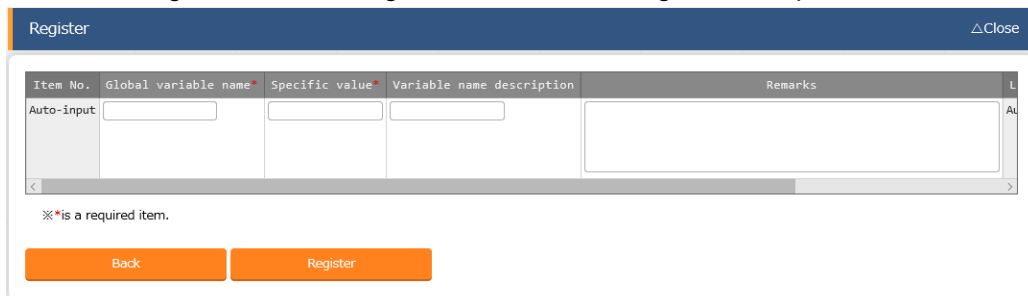 Register
△Close
Item No. Global variable name* Specific value* Variable name description Remarks L
Auto-input Au
※*is a required item.
Back Register